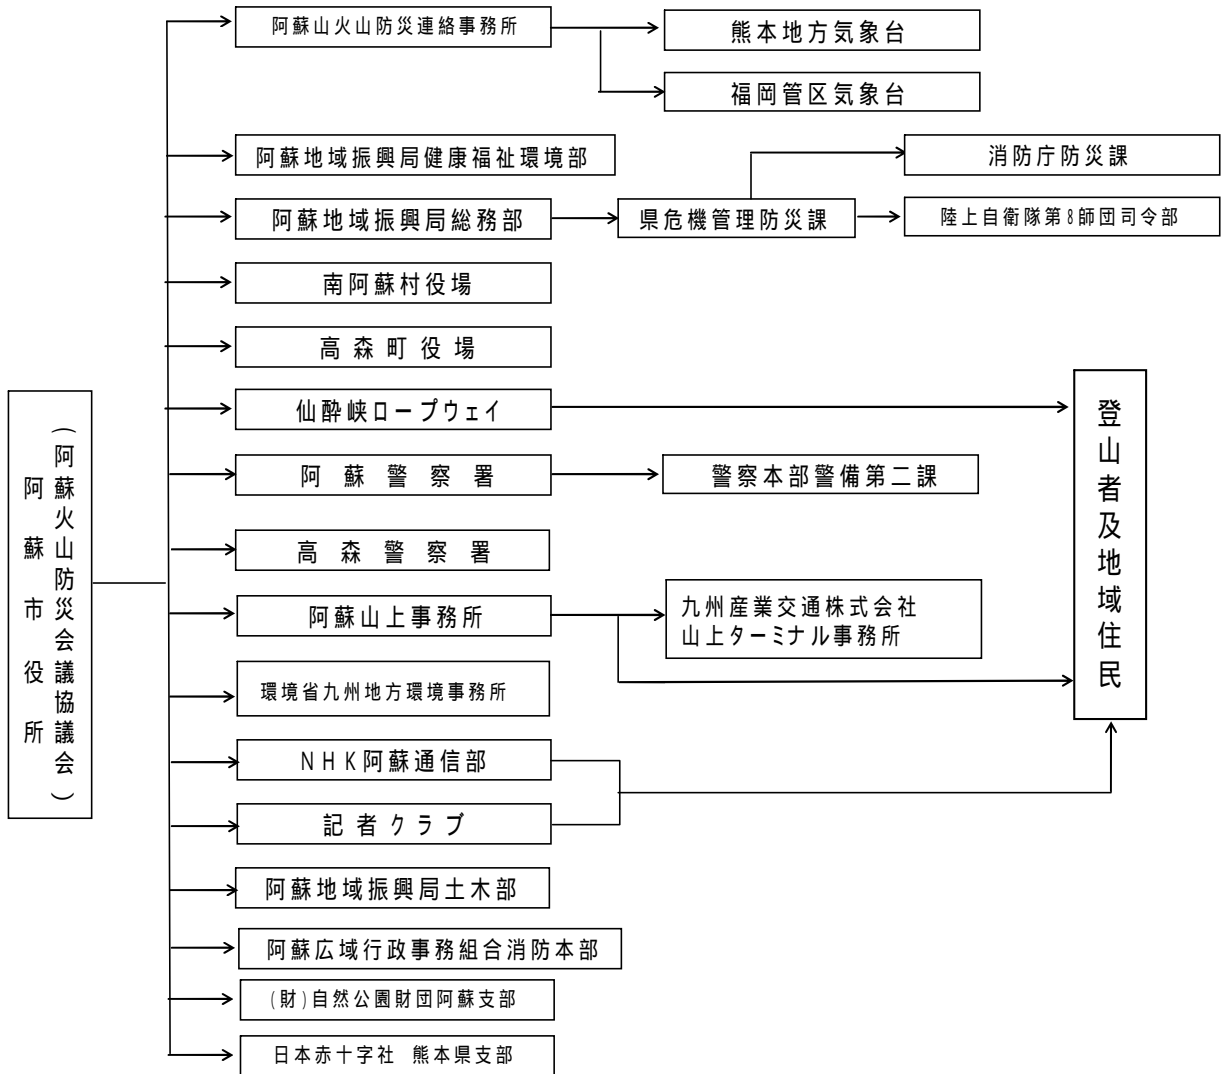 阿蘇山火山防災連絡事務所
熊本地方気象台
福岡管区気象台
阿蘇地域振興局健康福祉環境部
消防庁防災課
阿蘇地域振興局総務部
県危機管理防災課
陸上自衛隊第8師団司令部
南阿蘇村役場
高森町役場
仙酔峡ロープウェイ
阿蘇警察署
警察本部警備第二課
高森警察署
阿蘇山上事務所
九州産業交通株式会社
山上ターミナル事務所
環境省九州地方環境事務所
NHK阿蘇通信部
記者クラブ
阿蘇地域振興局土木部
阿蘇広域行政事務組合消防本部
(財)自然公園財団阿蘇支部
日本赤十字社 熊本県支部
(阿蘇火山防災会議協議会)
阿蘇市役所
登山者及地域住民